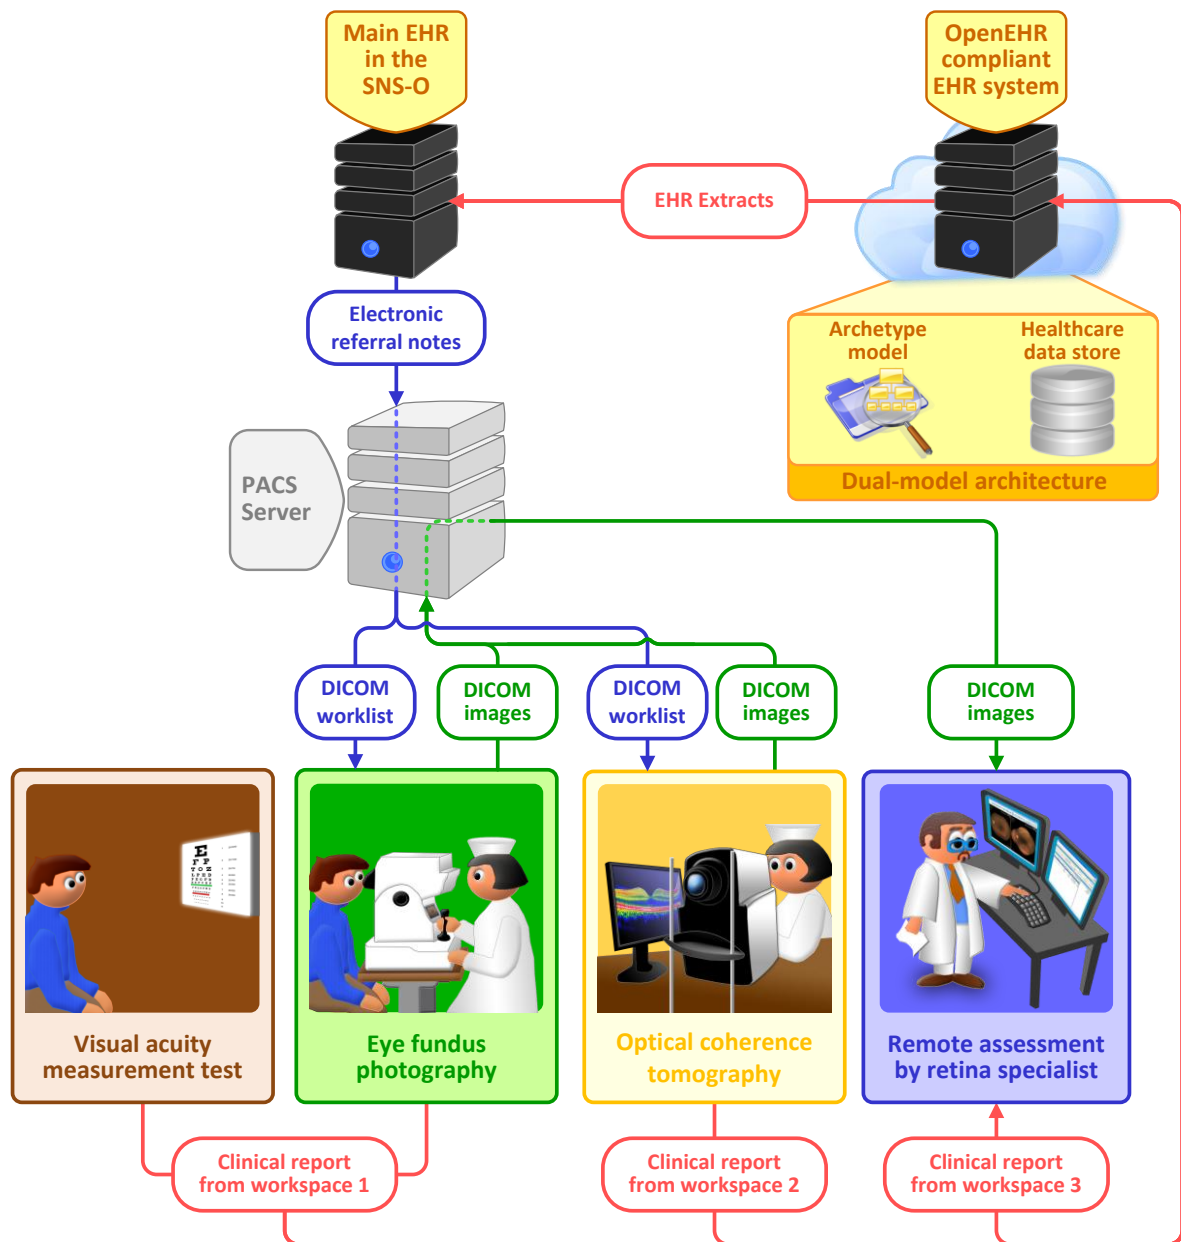 Main EHR
in the
SNS-O
OpenEHR
compliant
EHR system
EHR Extracts
Electronic
referral notes
Archetype
model
Healthcare
data store
Dual-model architecture
PACS
Server
DICOM
worklist
DICOM
images
DICOM
worklist
DICOM
images
DICOM
images
E
F P
T O Z
L P E D
Visual acuity
measurement test
Eye fundus
photography
Optical coherence
tomography
Remote assessment
by retina specialist
Clinical report
from workspace 1
Clinical report
from workspace 2
Clinical report
from workspace 3